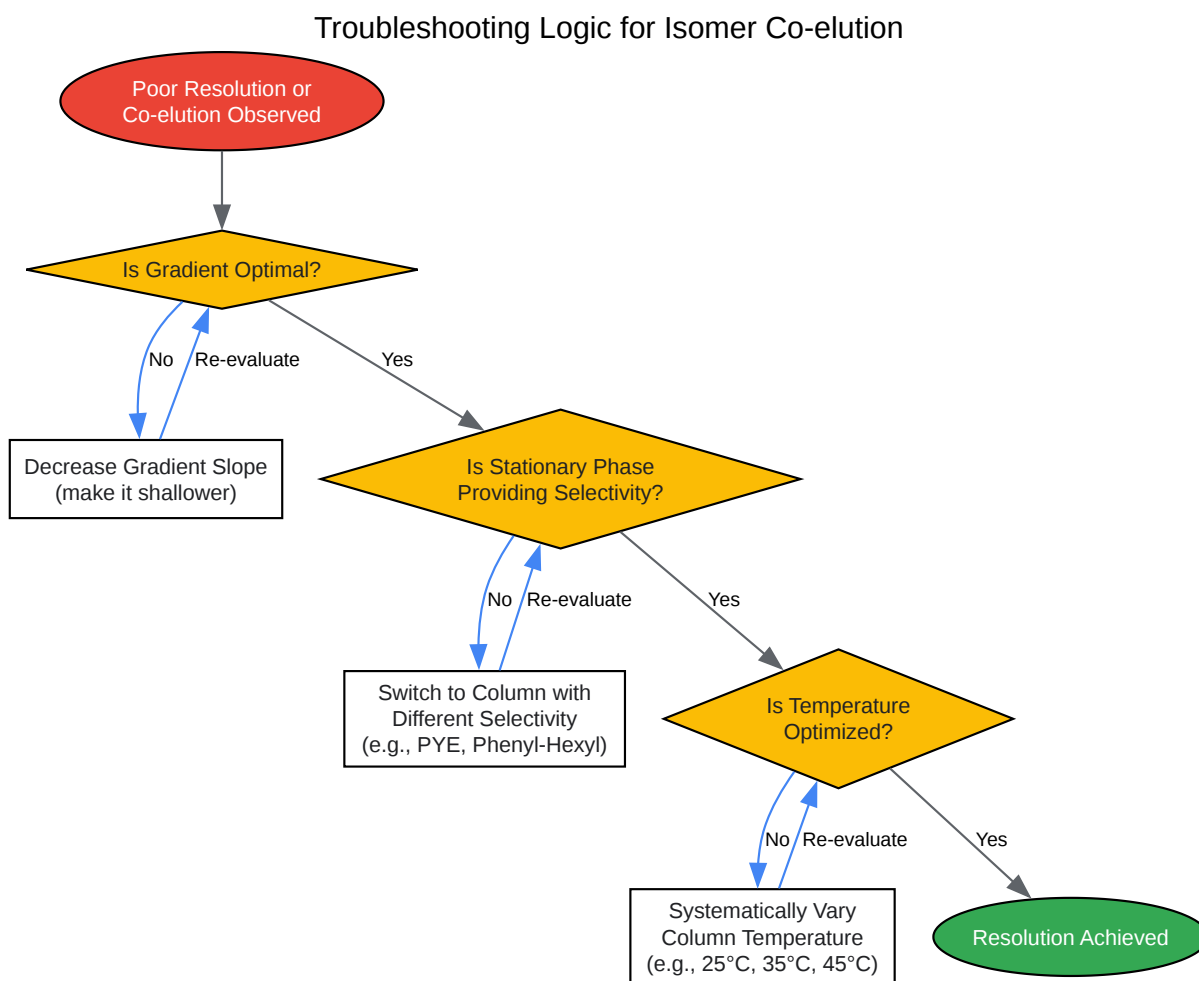 Troubleshooting Logic for Isomer Co-elution
Poor Resolution or
Co-elution Observed
Is Gradient Optimal?
No
Re-evaluate
Yes
Decrease Gradient Slope
(make it shallower)
Is Stationary Phase
Providing Selectivity?
No
Re-evaluate
Yes
Switch to Column with
Different Selectivity
(e.g., PYE, Phenyl-Hexyl)
Is Temperature
Optimized?
No
Re-evaluate
Yes
Systematically Vary
Column Temperature
(e.g., 25°C, 35°C, 45°C)
Resolution Achieved